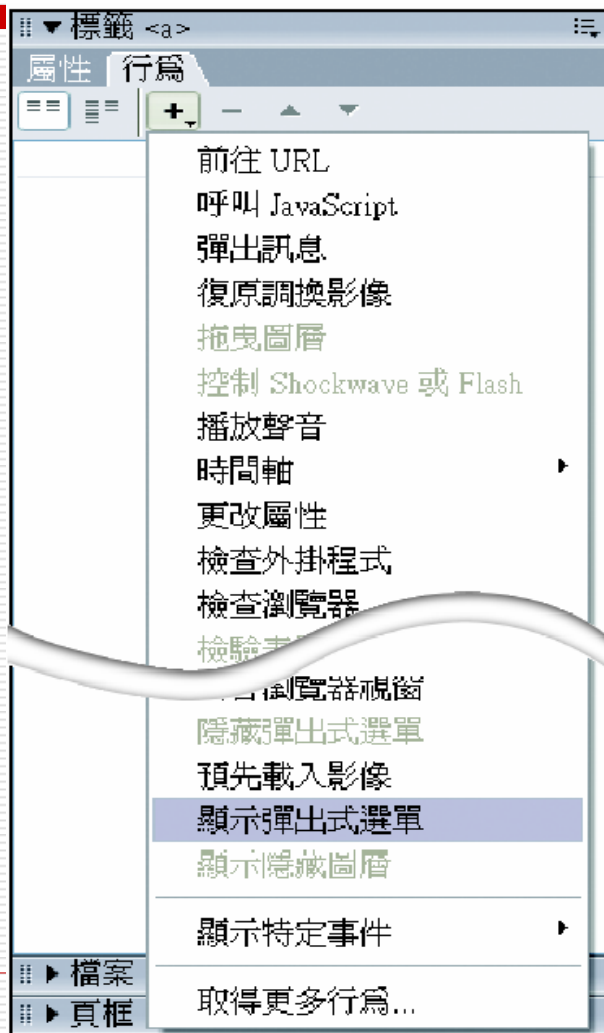 標籤 <a>
屬性 行為
前往 URL
呼叫 JavaScript
彈出訊息
復原調換影像
拖曳圖層
控制 Shockwave 或 Flash
播放聲音
時間軸
更改屬性
檢查外掛程式
檢查瀏覽器
檢驗
瀏覽器視窗
隱藏彈出式選單
預先載入影像
顯示彈出式選單
顯示隱藏圖層
顯示特定事件
檔案
取得更多行為...
頁框